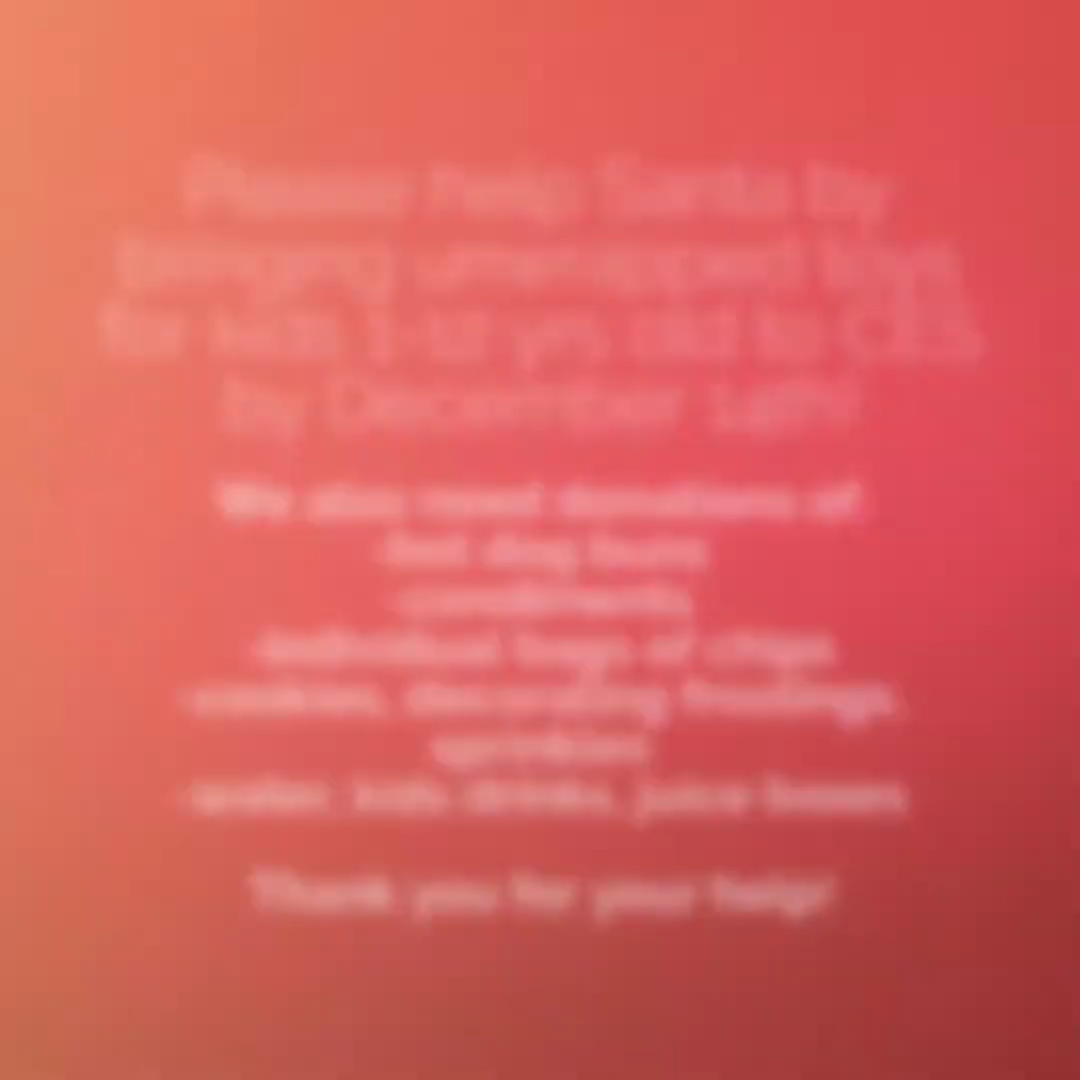 Please help Santa by
bringing unwrapped toys
for kids yrs old to
by December
We also need donations of:
-hot dog buns
-condiments
-individual bags of chips
-cookies, decorating frostings,
sprinkles
-water, kids drinks, juice boxes
Thank you for your help!